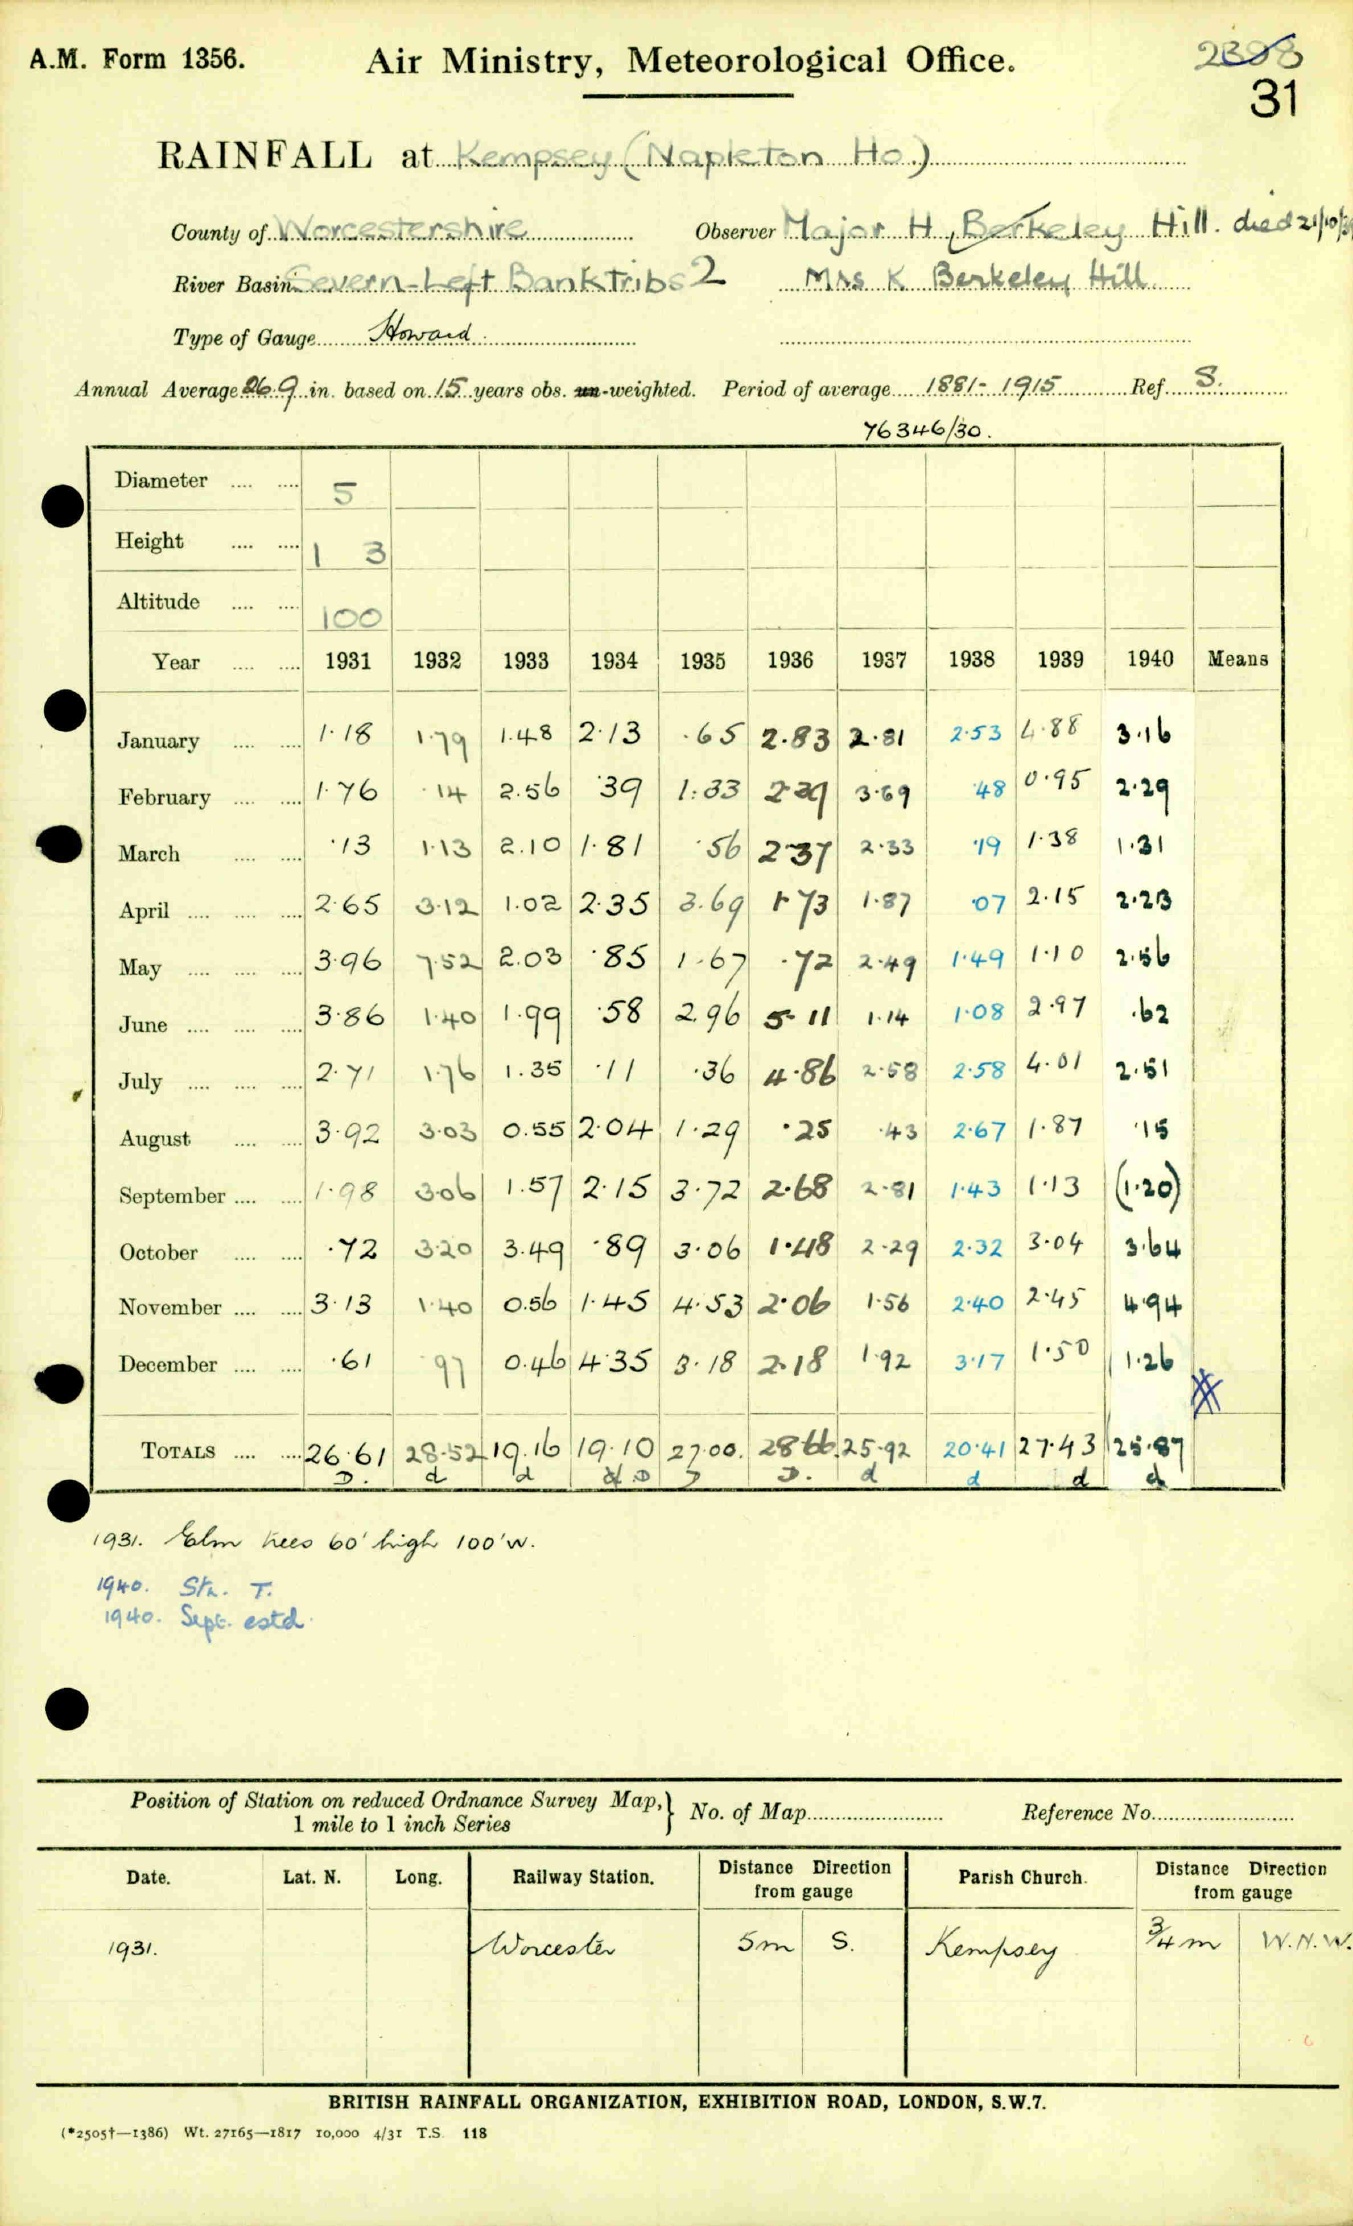 A.M. Form 1356. Air Ministry, Meteorological Office. 2398
31
RAINFALL at Kempsey (Napleton Ho.)
County of Worcestershire Observer Major H. Berkeley Hill. died 21/10/
River Basin Severn-Left Bank Tribs 2 Mrs K Berkeley Hill
Type of Gauge Howard
Annual Average 26.9 in. based on 15 years obs. un-weighted. Period of average 1881-1915 Ref. S.
76346/30.
Diameter .... .... 5
Height .... .... 1 3
Altitude .... .... 100
Year .... .... 1931 1932 1933 1934 1935 1936 1937 1938 1939 1940 Means
January .... .... 1.18 1.79 1.48 2.13 .65 2.83 2.81 2.53 4.88 3.16
February .... .... 1.76 .14 2.56 .39 1.33 2.39 3.69 .48 0.95 2.29
March .... .... .13 1.13 2.10 1.81 .56 2.37 2.33 .19 1.38 1.31
April .... .... .... 2.65 3.12 1.02 2.35 3.69 1.73 1.87 .07 2.15 2.23
May .... .... .... 3.96 7.52 2.03 .85 1.67 .72 2.49 1.49 1.10 2.56
June .... .... .... 3.86 1.40 1.99 .58 2.96 5.11 1.14 1.08 2.97 .62
July .... .... .... 2.71 1.76 1.35 .11 .36 4.86 2.58 2.58 4.01 2.51
August .... .... 3.92 3.03 0.55 2.04 1.29 .25 .43 2.67 1.87 .15
September .... .... 1.98 3.06 1.57 2.15 3.72 2.68 2.81 1.43 1.13 (1.20)
October .... .... .72 3.20 3.49 .89 3.06 1.48 2.29 2.32 3.04 3.64
November .... .... 3.13 1.40 0.56 1.45 4.53 2.06 1.56 2.40 2.45 4.94
December .... .... .61 .97 0.46 4.35 3.18 2.18 1.92 3.17 1.50 1.26
TOTALS .... .... 26.61 28.52 19.16 19.10 27.00. 28.66. 25.92 20.41 27.43 25.87
D. d d d D D D. d d d d
1931. Elm trees 60' high 100' W.
1940. Stn. T.
1940. Sept. estd.
Position of Station on reduced Ordnance Survey Map, } No. of Map Reference No.
1 mile to 1 inch Series
Date. Lat. N. Long. Railway Station. Distance Direction from gauge Parish Church. Distance Direction from gauge
1931. Worcester 5m S. Kempsey 3/4 m W.N.W.
BRITISH RAINFALL ORGANIZATION, EXHIBITION ROAD, LONDON, S.W.7.
(*2505†—1386) Wt. 27165—1817 10,000 4/31 T.S. 118